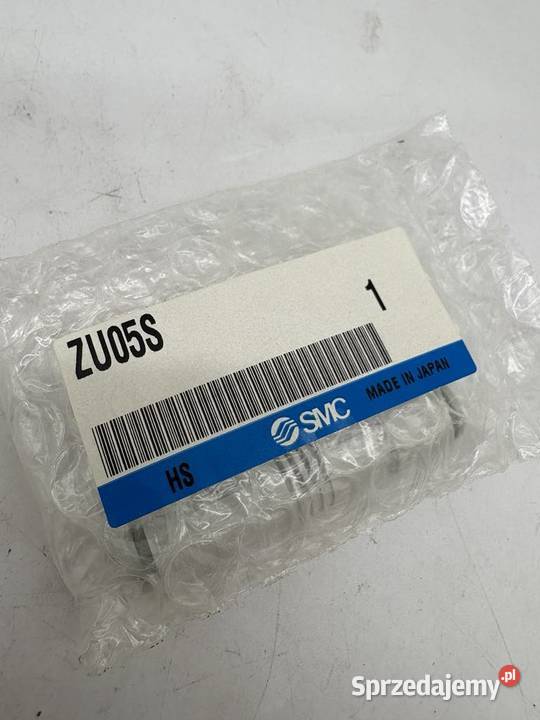 ZU05S
1
HS
SMC
MADE IN JAPAN
Sprzedajemy.pl